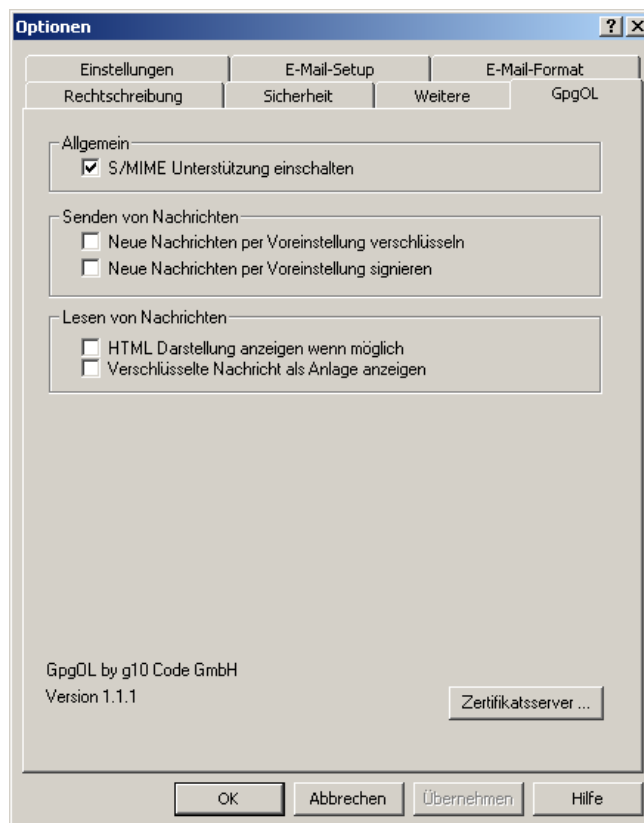 Optionen
Einstellungen
E-Mail-Setup
E-Mail-Format
Rechtschreibung
Sicherheit
Weitere
GpgOL
Allgemein
S/MIME Unterstützung einschalten
Senden von Nachrichten
Neue Nachrichten per Voreinstellung verschlüsseln
Neue Nachrichten per Voreinstellung signieren
Lesen von Nachrichten
HTML Darstellung anzeigen wenn möglich
Verschlüsselte Nachricht als Anlage anzeigen
GpgOL by g10 Code GmbH
Version 1.1.1
Zertifikatsserver ...
OK
Abbrechen
Übernehmen
Hilfe